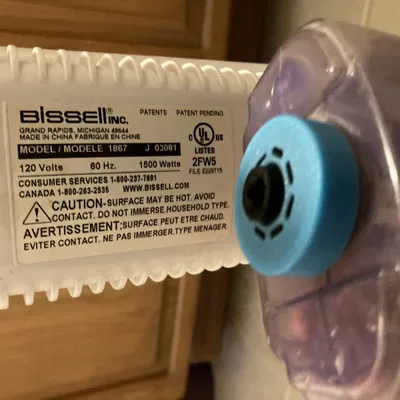 BISSELL® INC.
PATENTS PATENT PENDING
GRAND RAPIDS, MICHIGAN 49544
MADE IN CHINA FABRIQUE EN CHINE
MODEL / MODELE 1867 J 03081
120 Volts 60 Hz. 1500 Watts
C UL US
LISTED
2FW5
FILE E229715
CONSUMER SERVICES 1-800-237-7691
CANADA 1-800-263-2535 WWW.BISSELL.COM
CAUTION-SURFACE MAY BE HOT. AVOID
CONTACT. DO NOT IMMERSE.HOUSEHOLD TYPE.
AVERTISSEMENT: SURFACE PEUT ETRE CHAUD.
EVITER CONTACT. NE PAS IMMERGER.TYPE MENAGER.